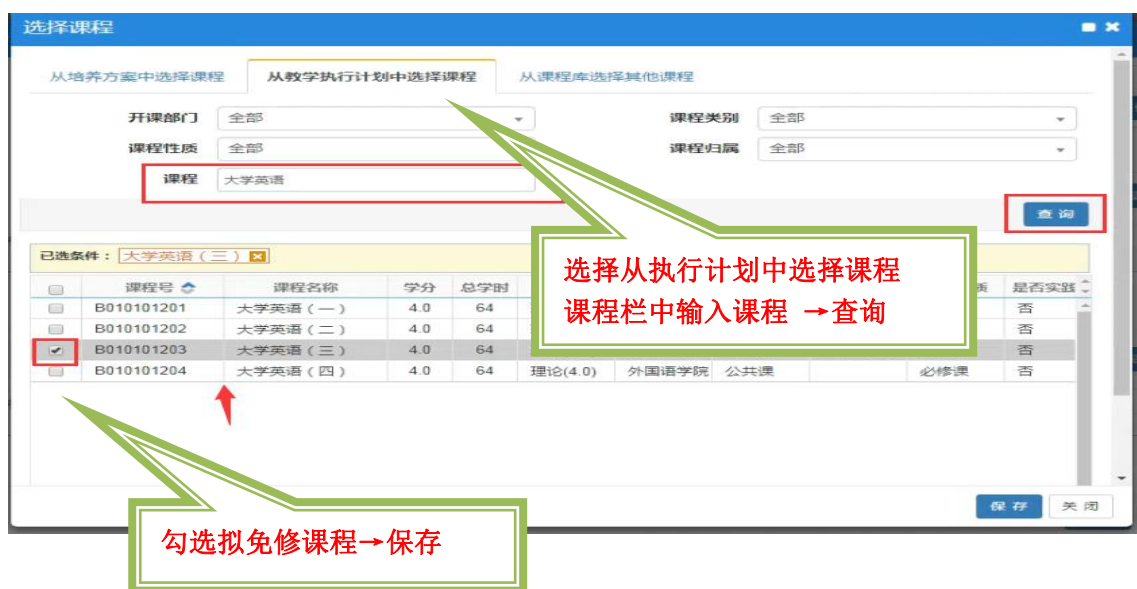 选择课程
从培养方案中选择课程 从教学执行计划中选择课程 从课程库选择其他课程
开课部门 全部 课程类别 全部
课程性质 全部 课程归属 全部
课程 大学英语
查 询
已选条件： 大学英语（三）
选择从执行计划中选择课程
课程栏中输入课程 →查询
课程号 课程名称 学分 总学时 是否实践
B010101201 大学英语（一） 4.0 64 否
B010101202 大学英语（二） 4.0 64 否
B010101203 大学英语（三） 4.0 64 否
B010101204 大学英语（四） 4.0 64 理论(4.0) 外国语学院 公共课 必修课 否
保 存 关 闭
勾选拟免修课程→保存